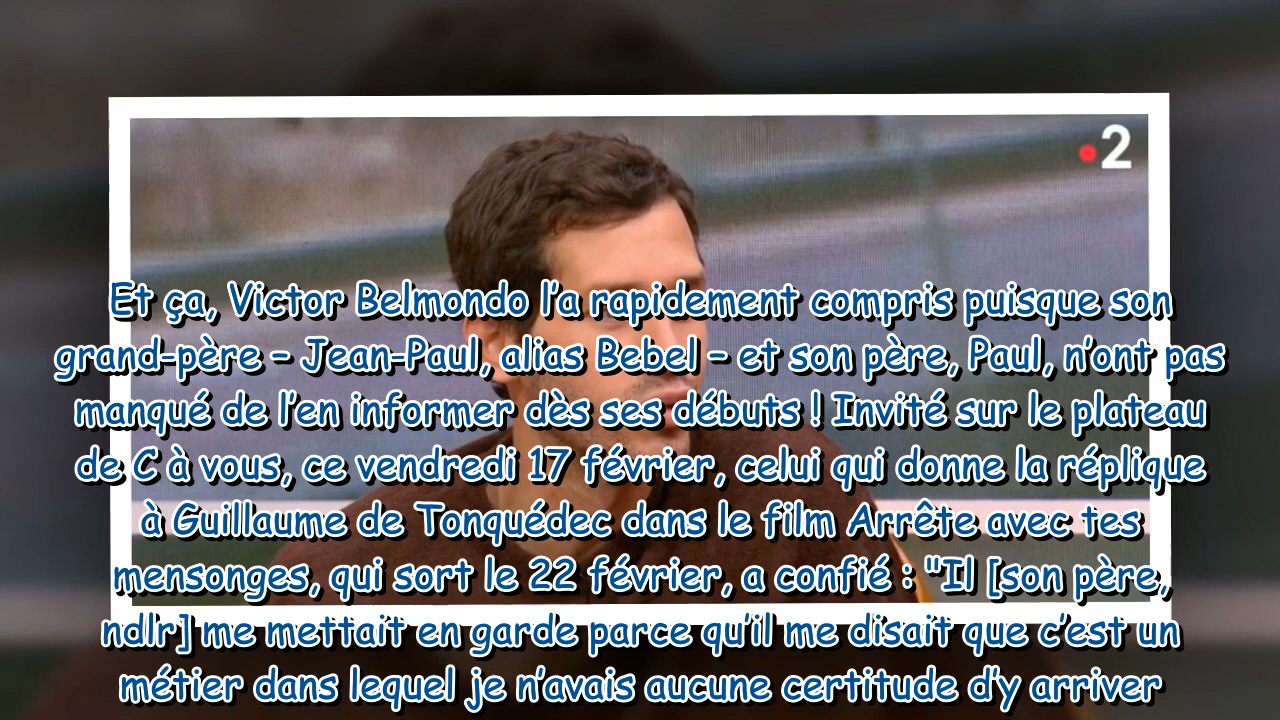 2
Et ça, Victor Belmondo l'a rapidement compris puisque son
grand-père – Jean-Paul, alias Bebel – et son père, Paul, n'ont pas
manqué de l'en informer dès ses débuts ! Invité sur le plateau
de C à vous, ce vendredi 17 février, celui qui donne la réplique
à Guillaume de Tonquédec dans le film Arrête avec tes
mensonges, qui sort le 22 février, a confié : "Il [son père,
ndlr] me mettait en garde parce qu'il me disait que c'est un
métier dans lequel je n'avais aucune certitude d'y arriver